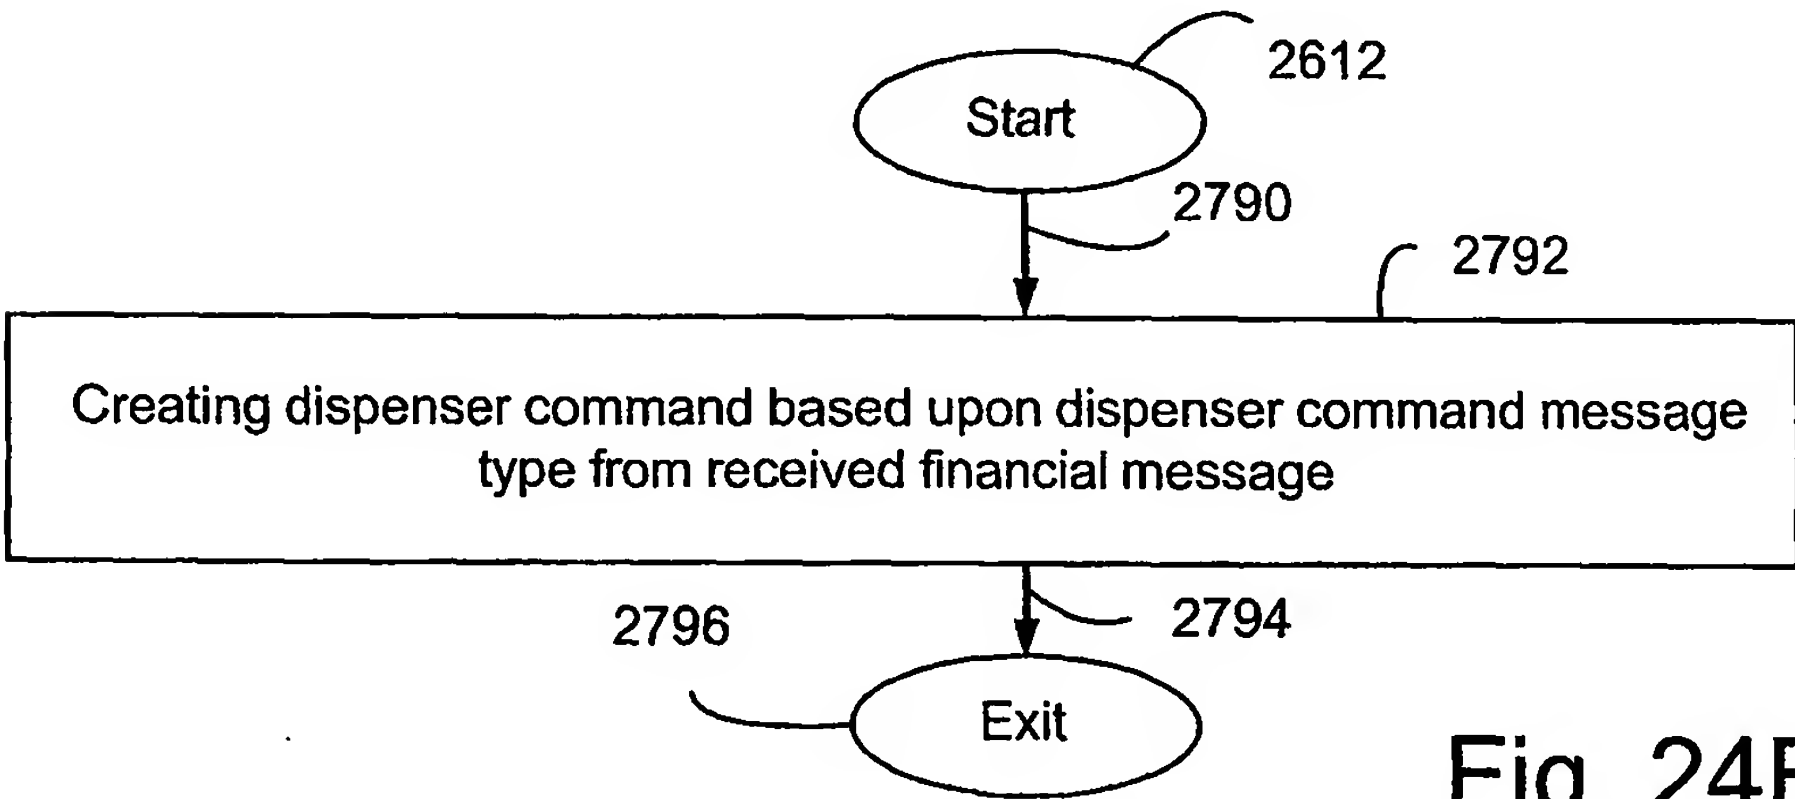 2612
Start
2790
2792
Creating dispenser command based upon dispenser command message
type from received financial message
2796
2794
Exit
Fig.